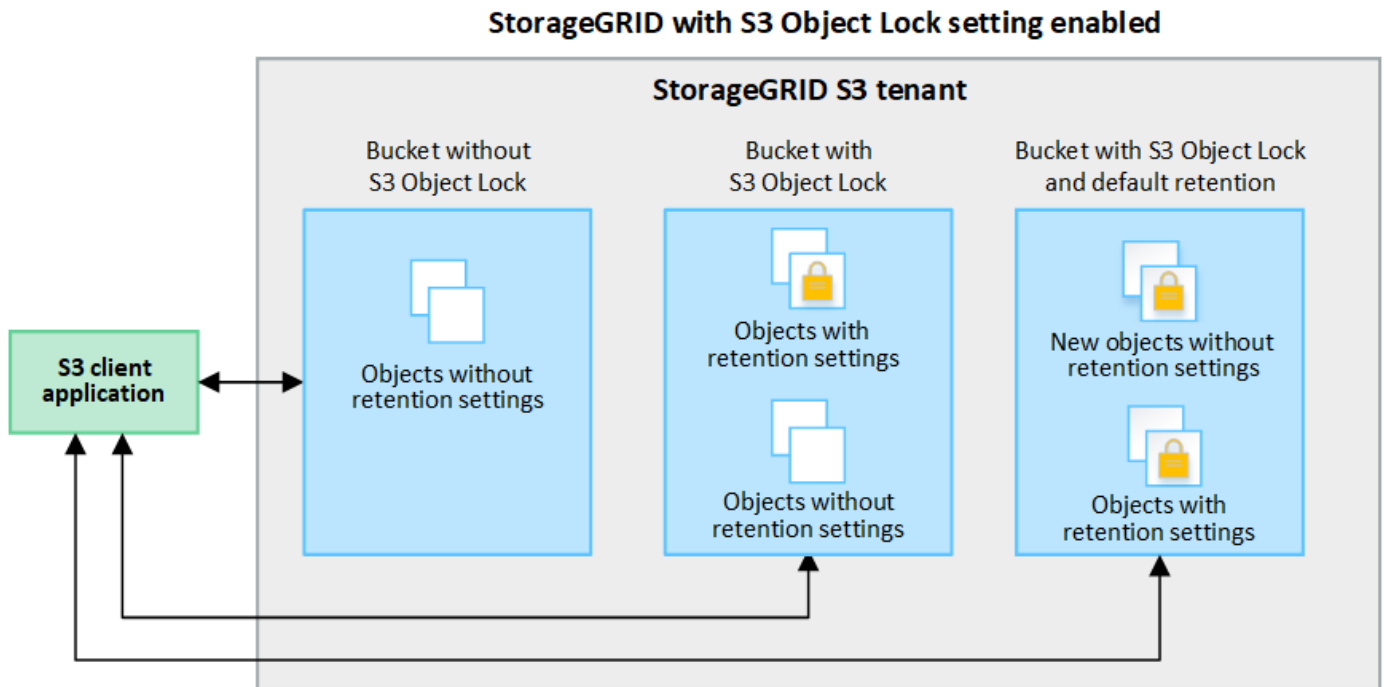 StorageGRID with S3 Object Lock setting enabled
StorageGRID S3 tenant
Bucket without
S3 Object Lock
Objects without
retention settings
Bucket with
S3 Object Lock
Objects with
retention settings
Objects without
retention settings
Bucket with S3 Object Lock
and default retention
New objects without
retention settings
Objects with
retention settings
S3 client
application